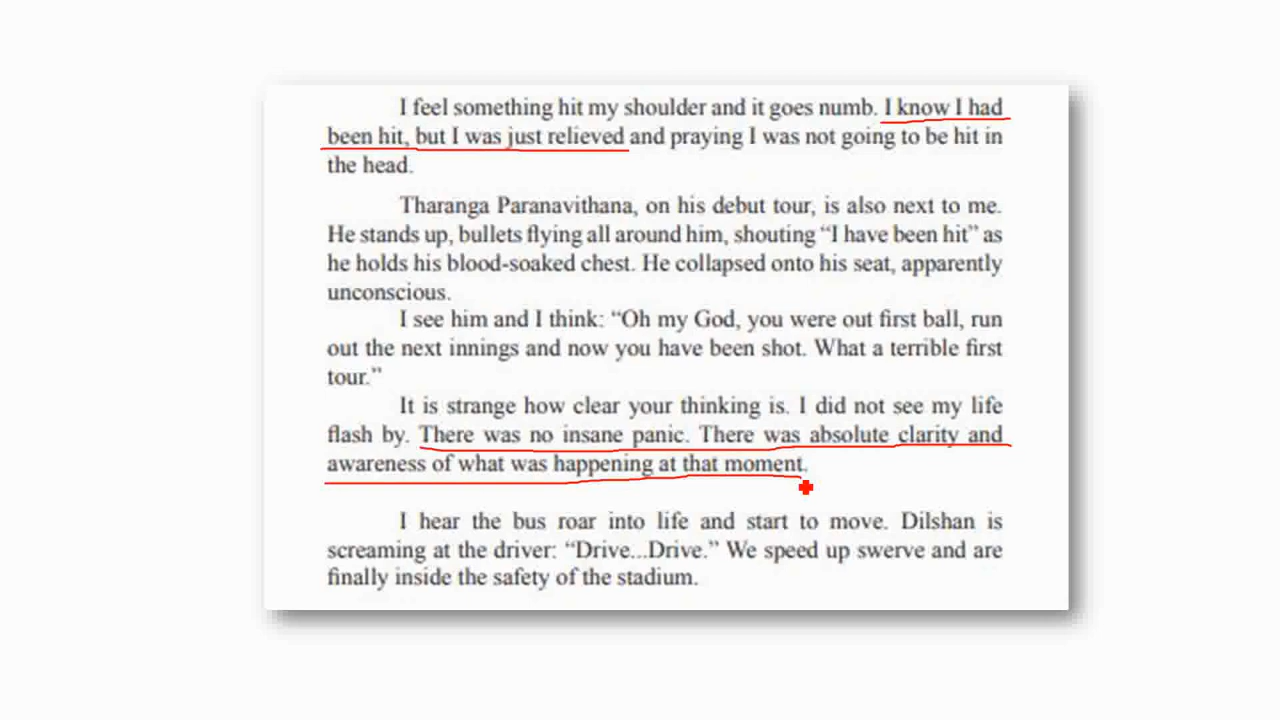 I feel something hit my shoulder and it goes numb. I know I had
been hit, but I was just relieved and praying I was not going to be hit in
the head.
Tharanga Paranavithana, on his debut tour, is also next to me.
He stands up, bullets flying all around him, shouting “I have been hit” as
he holds his blood-soaked chest. He collapsed onto his seat, apparently
unconscious.
I see him and I think: “Oh my God, you were out first ball, run
out the next innings and now you have been shot. What a terrible first
tour.”
It is strange how clear your thinking is. I did not see my life
flash by. There was no insane panic. There was absolute clarity and
awareness of what was happening at that moment.
I hear the bus roar into life and start to move. Dilshan is
screaming at the driver: “Drive...Drive.” We speed up swerve and are
finally inside the safety of the stadium.